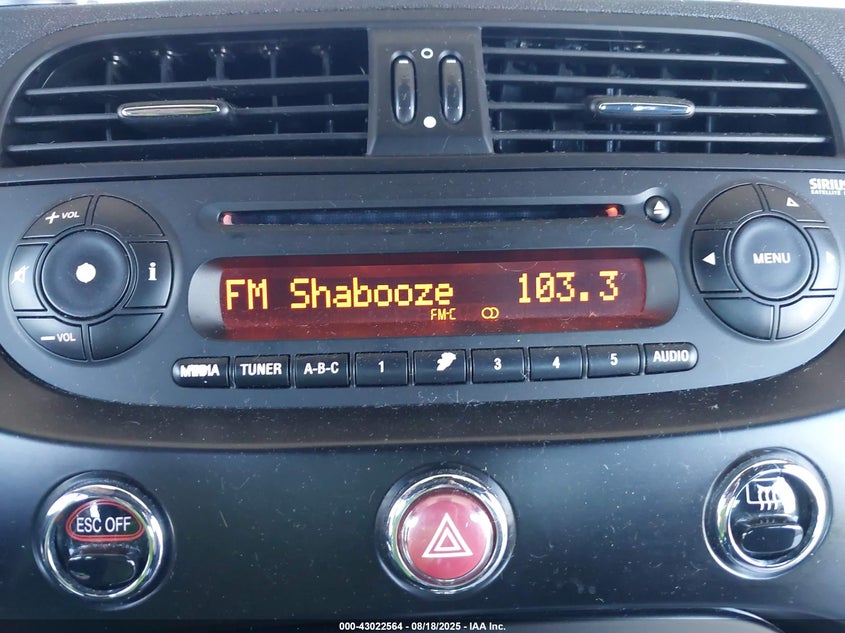 SIRIUS
SATELLITE
+ VOL
i
MENU
FM Shabooze 103.3
FM-C
— VOL
TUNER A-B-C 1 3 4 5 AUDIO
ESC OFF
000-43022564 - 08/18/2025 - IAA Inc.